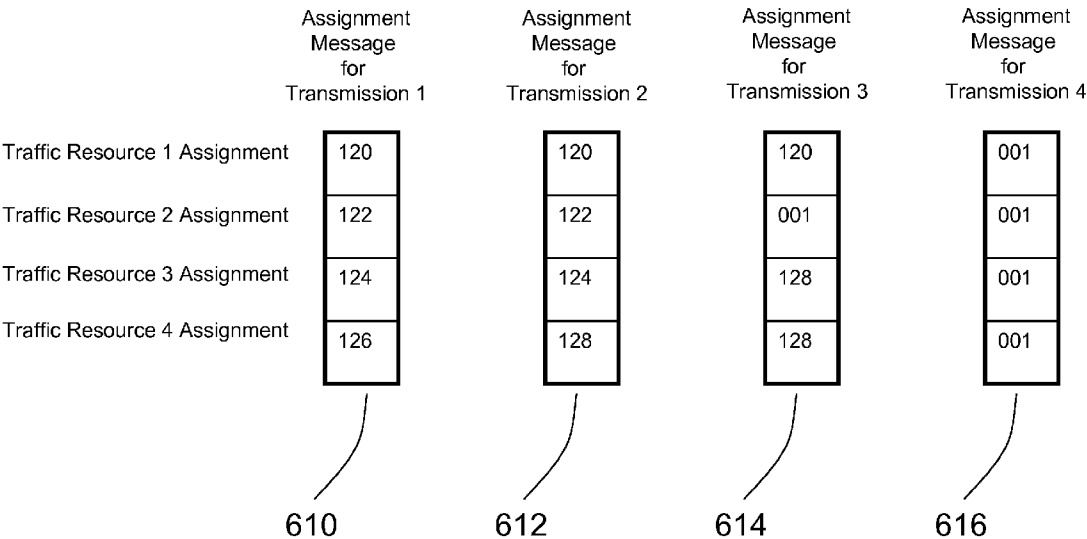 Assignment
Message
for
Transmission 1
Assignment
Message
for
Transmission 2
Assignment
Message
for
Transmission 3
Assignment
Message
for
Transmission 4
Traffic Resource 1 Assignment 120 120 120 001
Traffic Resource 2 Assignment 122 122 001 001
Traffic Resource 3 Assignment 124 124 128 001
Traffic Resource 4 Assignment 126 128 128 001
610 612 614 616